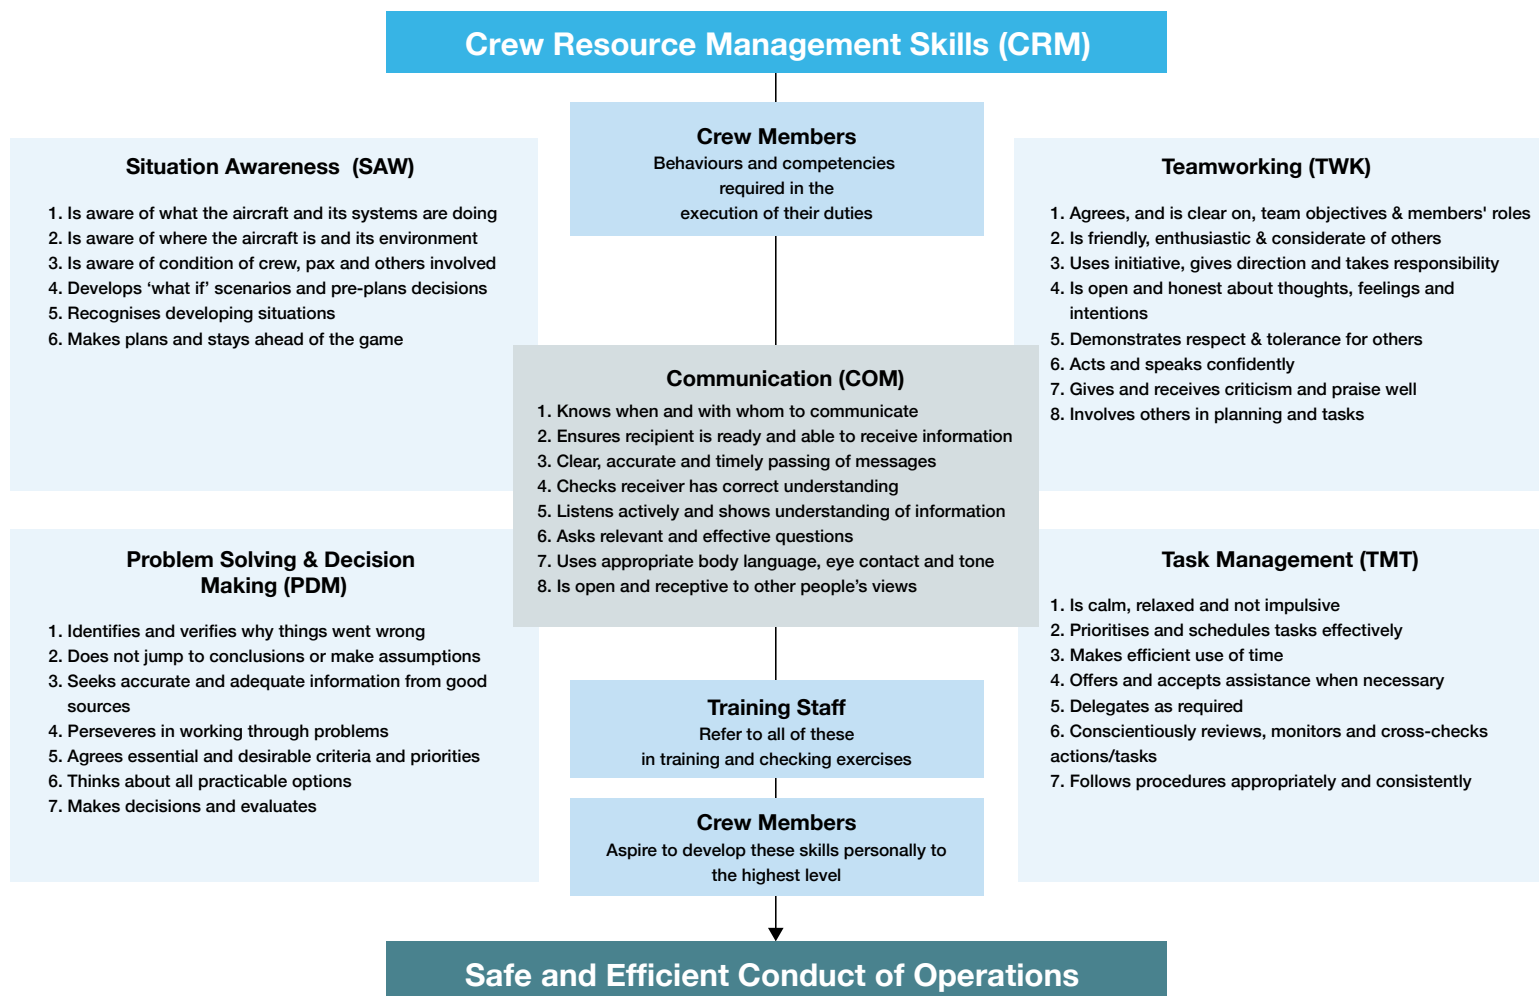 Crew Resource Management Skills (CRM)
Crew Members
Behaviours and competencies
required in the
execution of their duties
Situation Awareness  (SAW)
1. Is aware of what the aircraft and its systems are doing
2. Is aware of where the aircraft is and its environment
3. Is aware of condition of crew, pax and others involved
4. Develops ‘what if’ scenarios and pre-plans decisions
5. Recognises developing situations
6. Makes plans and stays ahead of the game
Teamworking (TWK)
1. Agrees, and is clear on, team objectives & members' roles
2. Is friendly, enthusiastic & considerate of others
3. Uses initiative, gives direction and takes responsibility
4. Is open and honest about thoughts, feelings and
intentions
5. Demonstrates respect & tolerance for others
6. Acts and speaks confidently
7. Gives and receives criticism and praise well
8. Involves others in planning and tasks
Communication (COM)
1. Knows when and with whom to communicate
2. Ensures recipient is ready and able to receive information
3. Clear, accurate and timely passing of messages
4. Checks receiver has correct understanding
5. Listens actively and shows understanding of information
6. Asks relevant and effective questions
7. Uses appropriate body language, eye contact and tone
8. Is open and receptive to other people’s views
Problem Solving & Decision
Making (PDM)
1. Identifies and verifies why things went wrong
2. Does not jump to conclusions or make assumptions
3. Seeks accurate and adequate information from good
sources
4. Perseveres in working through problems
5. Agrees essential and desirable criteria and priorities
6. Thinks about all practicable options
7. Makes decisions and evaluates
Task Management (TMT)
1. Is calm, relaxed and not impulsive
2. Prioritises and schedules tasks effectively
3. Makes efficient use of time
4. Offers and accepts assistance when necessary
5. Delegates as required
6. Conscientiously reviews, monitors and cross-checks
actions/tasks
7. Follows procedures appropriately and consistently
Training Staff
Refer to all of these
in training and checking exercises
Crew Members
Aspire to develop these skills personally to
the highest level
Safe and Efficient Conduct of Operations